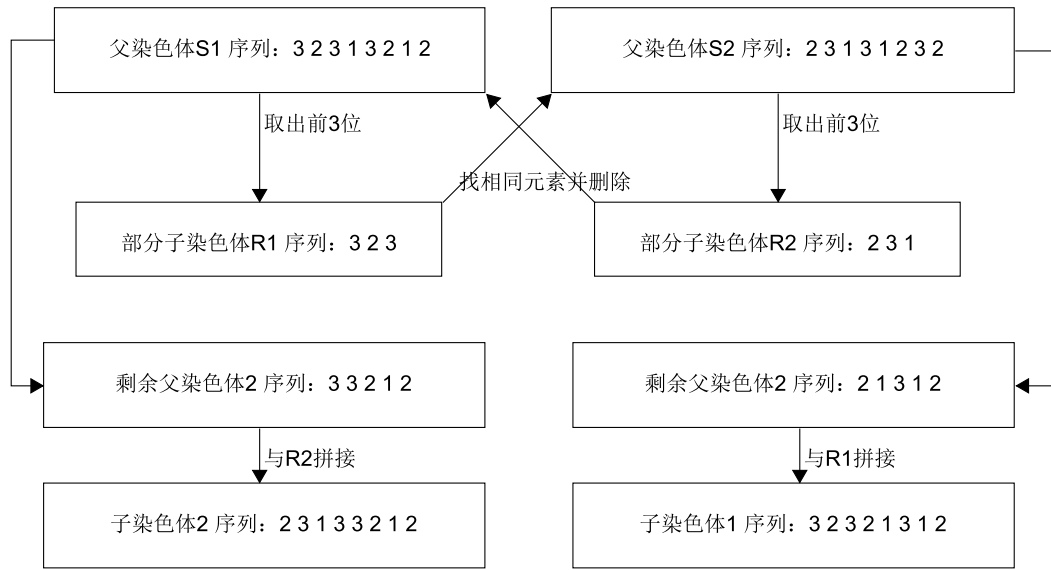 父染色体S1 序列：3 2 3 1 3 2 1 2
父染色体S2 序列：2 3 1 3 1 2 3 2
取出前3位
取出前3位
找相同元素并删除
部分子染色体R1 序列：3 2 3
部分子染色体R2 序列：2 3 1
剩余父染色体2 序列：3 3 2 1 2
剩余父染色体2 序列：2 1 3 1 2
与R2拼接
与R1拼接
子染色体2 序列：2 3 1 3 3 2 1 2
子染色体1 序列：3 2 3 2 1 3 1 2